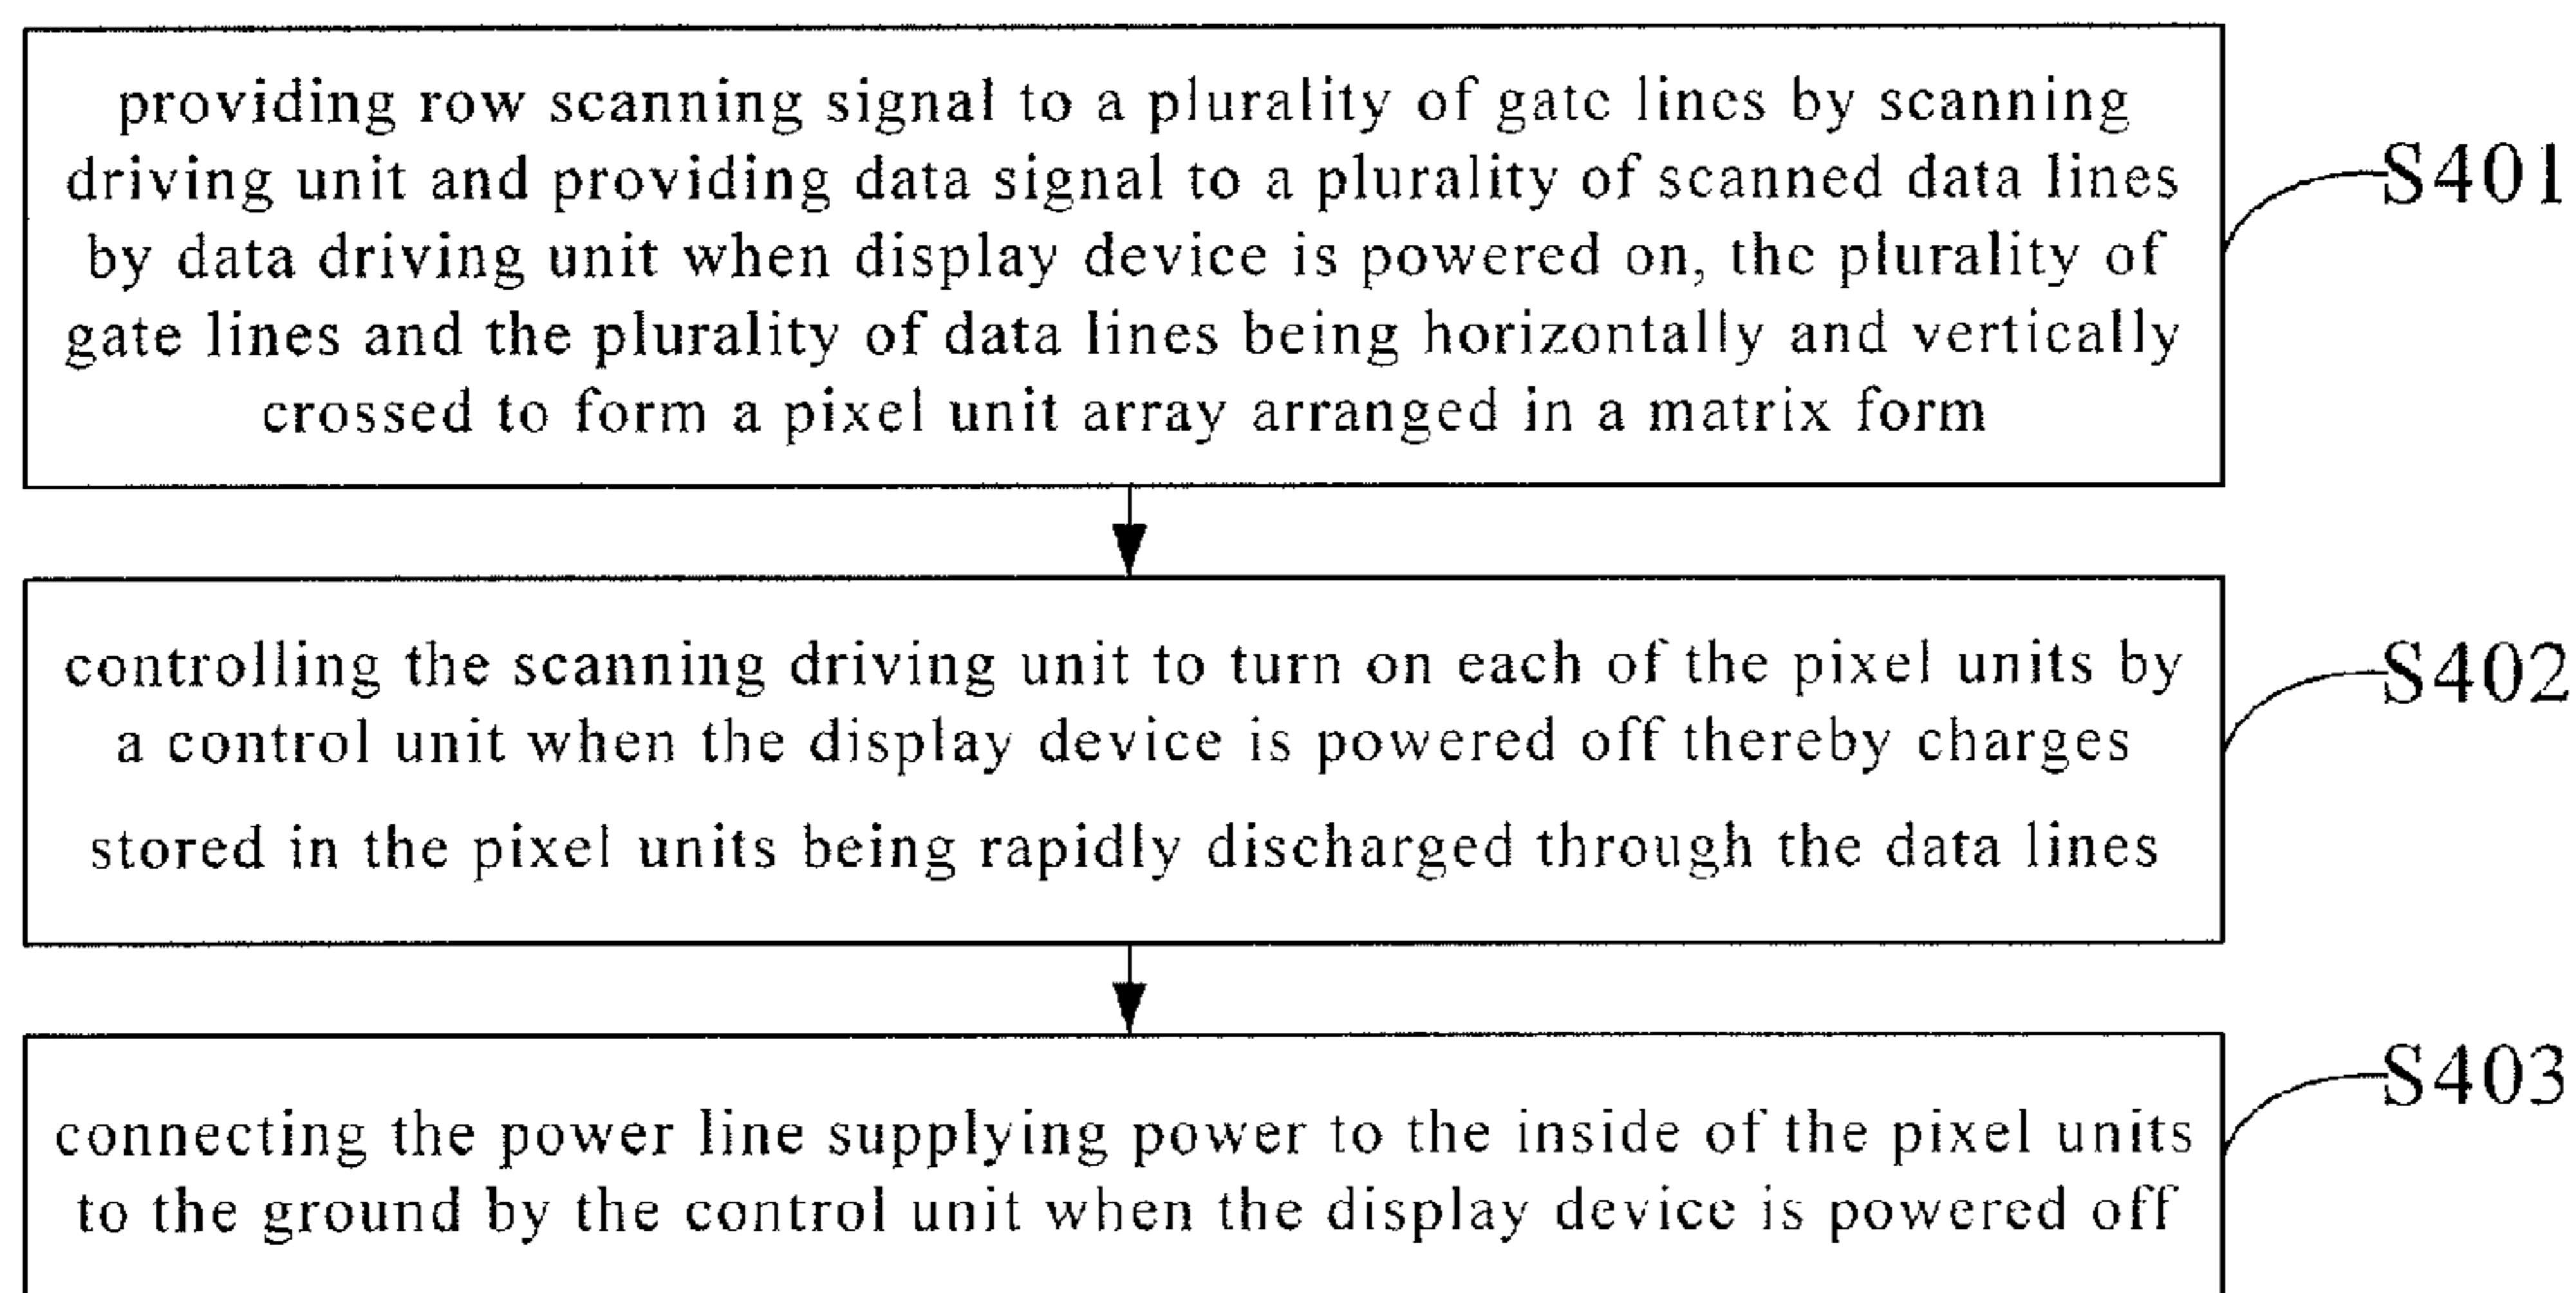 providing row scanning signal to a plurality of gate lines by scanning
driving unit and providing data signal to a plurality of scanned data lines
by data driving unit when display device is powered on, the plurality of
gate lines and the plurality of data lines being horizontally and vertically
crossed to form a pixel unit array arranged in a matrix form
S401
controlling the scanning driving unit to turn on each of the pixel units by
a control unit when the display device is powered off thereby charges
stored in the pixel units being rapidly discharged through the data lines
S402
connecting the power line supplying power to the inside of the pixel units
to the ground by the control unit when the display device is powered off
S403